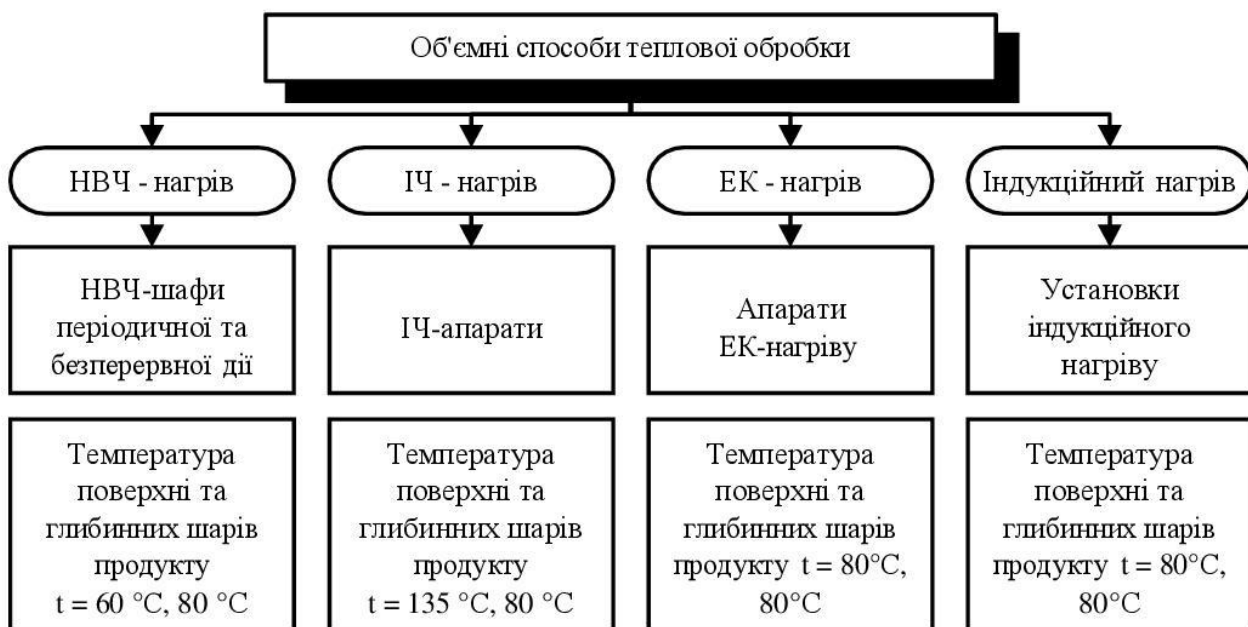 Об'ємні способи теплової обробки
НВЧ - нагрів
ІЧ - нагрів
ЕК - нагрів
Індукційний нагрів
НВЧ-шафи
періодичної та
безперервної дії
ІЧ-апарати
Апарати
ЕК-нагріву
Установки
індукційного
нагріву
Температура
поверхні та
глибинних шарів
продукту
t = 60 °C, 80 °C
Температура
поверхні та
глибинних шарів
продукту
t = 135 °C, 80 °C
Температура
поверхні та
глибинних шарів
продукту t = 80°C,
80°C
Температура
поверхні та
глибинних шарів
продукту t = 80°C,
80°C